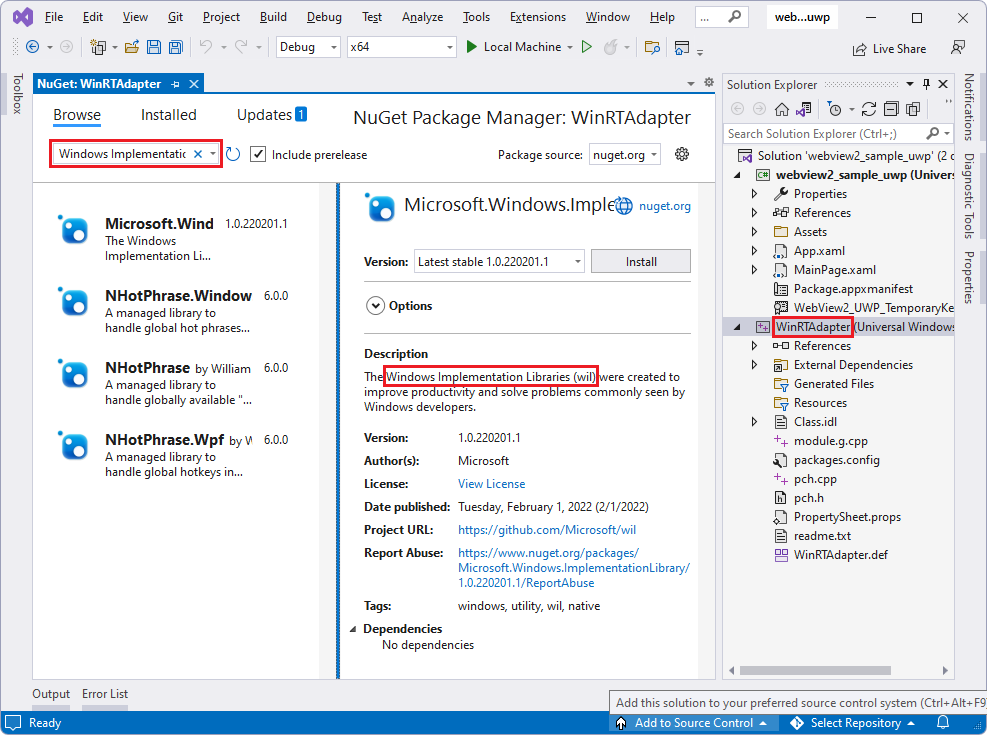 File Edit View Git Project Build Debug Test Analyze Tools Extensions Window Help ... web...uwp
Debug x64 Local Machine Live Share
Toolbox
NuGet: WinRTAdapter
Browse Installed Updates 1
NuGet Package Manager: WinRTAdapter
Windows Implementatic Include prerelease
Package source: nuget.org
Microsoft.Wind 1.0.220201.1
The Windows
Implementation Li...
NHotPhrase.Window 6.0.0
A managed library to
handle global hot phrases...
NHotPhrase by William 6.0.0
A managed library to
handle globally available "...
NHotPhrase.Wpf by W 6.0.0
A managed library to
handle global hotkeys in...
Microsoft.Windows.Imple nuget.org
Version: Latest stable 1.0.220201.1 Install
Options
Description
The Windows Implementation Libraries (wil) were created to
improve productivity and solve problems commonly seen by
Windows developers.
Version: 1.0.220201.1
Author(s): Microsoft
License: View License
Date published: Tuesday, February 1, 2022 (2/1/2022)
Project URL: https://github.com/Microsoft/wil
Report Abuse: https://www.nuget.org/packages/
Microsoft.Windows.ImplementationLibrary/
1.0.220201.1/ReportAbuse
Tags: windows, utility, wil, native
Dependencies
No dependencies
Solution Explorer
Search Solution Explorer (Ctrl+;)
Solution 'webview2_sample_uwp' (2 o
C# webview2_sample_uwp (Univers
Properties
References
Assets
App.xaml
MainPage.xaml
Package.appxmanifest
WebView2_UWP_TemporaryKe
WinRTAdapter (Universal Windows
References
External Dependencies
Generated Files
Resources
Class.idl
module.g.cpp
packages.config
pch.cpp
pch.h
PropertySheet.props
readme.txt
WinRTAdapter.def
Notifications
Diagnostic Tools
Properties
Output Error List
Add this solution to your preferred source control system (Ctrl+Alt+F9
Ready Add to Source Control Select Repository